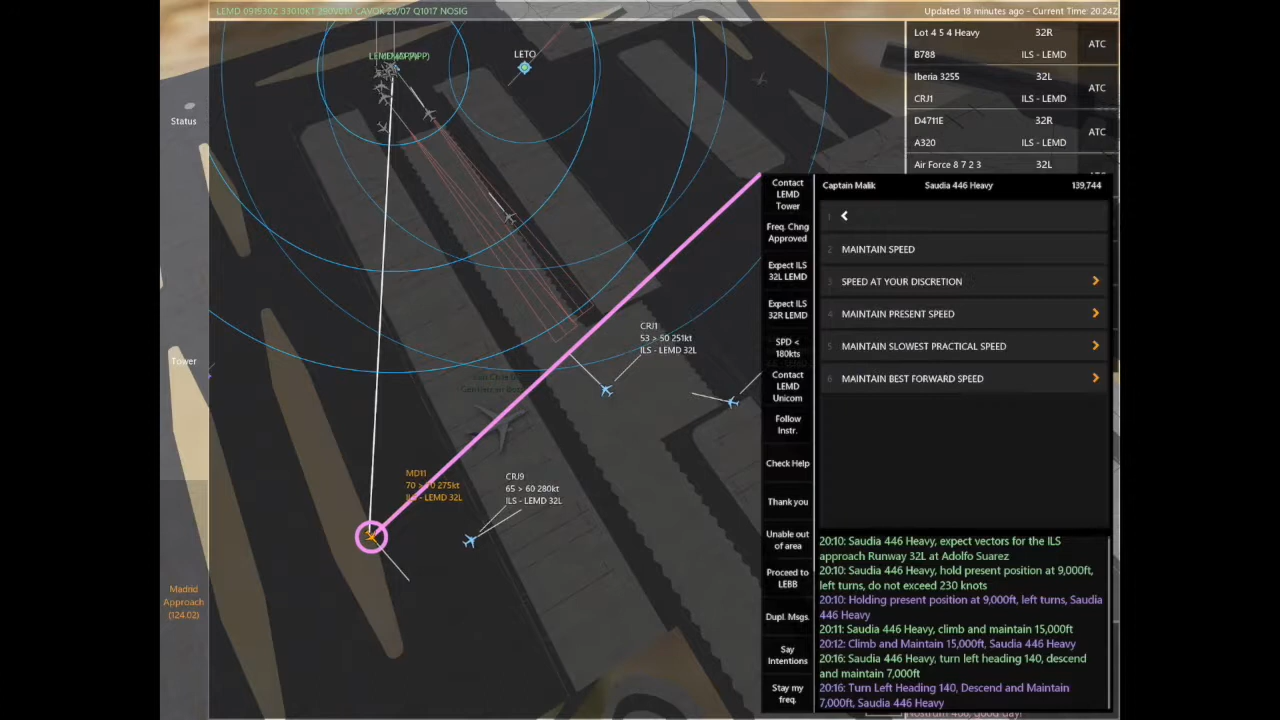 LEMD 091930Z 33010KT 290V010 CAVOK 28/07 Q1017 NOSIG
Updated 18 minutes ago - Current Time: 20:24Z
LETO
Lot 4 5 4 Heavy 32R
B788 ILS - LEMD
ATC
Iberia 3255 32L
CRJ1 ILS - LEMD
ATC
D4711E 32R
A320 ILS - LEMD
ATC
Air Force 8 7 2 3 32L
Status
Tower
Madrid
Approach
(124.02)
CRJ1
53 > 50 251kt
ILS - LEMD 32L
MD11
70 > 70 275kt
ILS - LEMD 32L
CRJ9
65 > 60 280kt
ILS - LEMD 32L
Contact
LEMD
Tower
Freq. Chng
Approved
Expect ILS
32L LEMD
Expect ILS
32R LEMD
SPD <
180kts
Contact
LEMD
Unicom
Follow
Instr.
Check Help
Thank you
Unable out
of area
Proceed to
LEBB
Dupl. Msgs.
Say
Intentions
Stay my
freq.
Captain Malik Saudia 446 Heavy 139,744
1
2 MAINTAIN SPEED
3 SPEED AT YOUR DISCRETION
4 MAINTAIN PRESENT SPEED
5 MAINTAIN SLOWEST PRACTICAL SPEED
6 MAINTAIN BEST FORWARD SPEED
20:10: Saudia 446 Heavy, expect vectors for the ILS
approach Runway 32L at Adolfo Suarez
20:10: Saudia 446 Heavy, hold present position at 9,000ft,
left turns, do not exceed 230 knots
20:10: Holding present position at 9,000ft, left turns, Saudia
446 Heavy
20:11: Saudia 446 Heavy, climb and maintain 15,000ft
20:12: Climb and Maintain 15,000ft, Saudia 446 Heavy
20:16: Saudia 446 Heavy, turn left heading 140, descend
and maintain 7,000ft
20:16: Turn Left Heading 140, Descend and Maintain
7,000ft, Saudia 446 Heavy